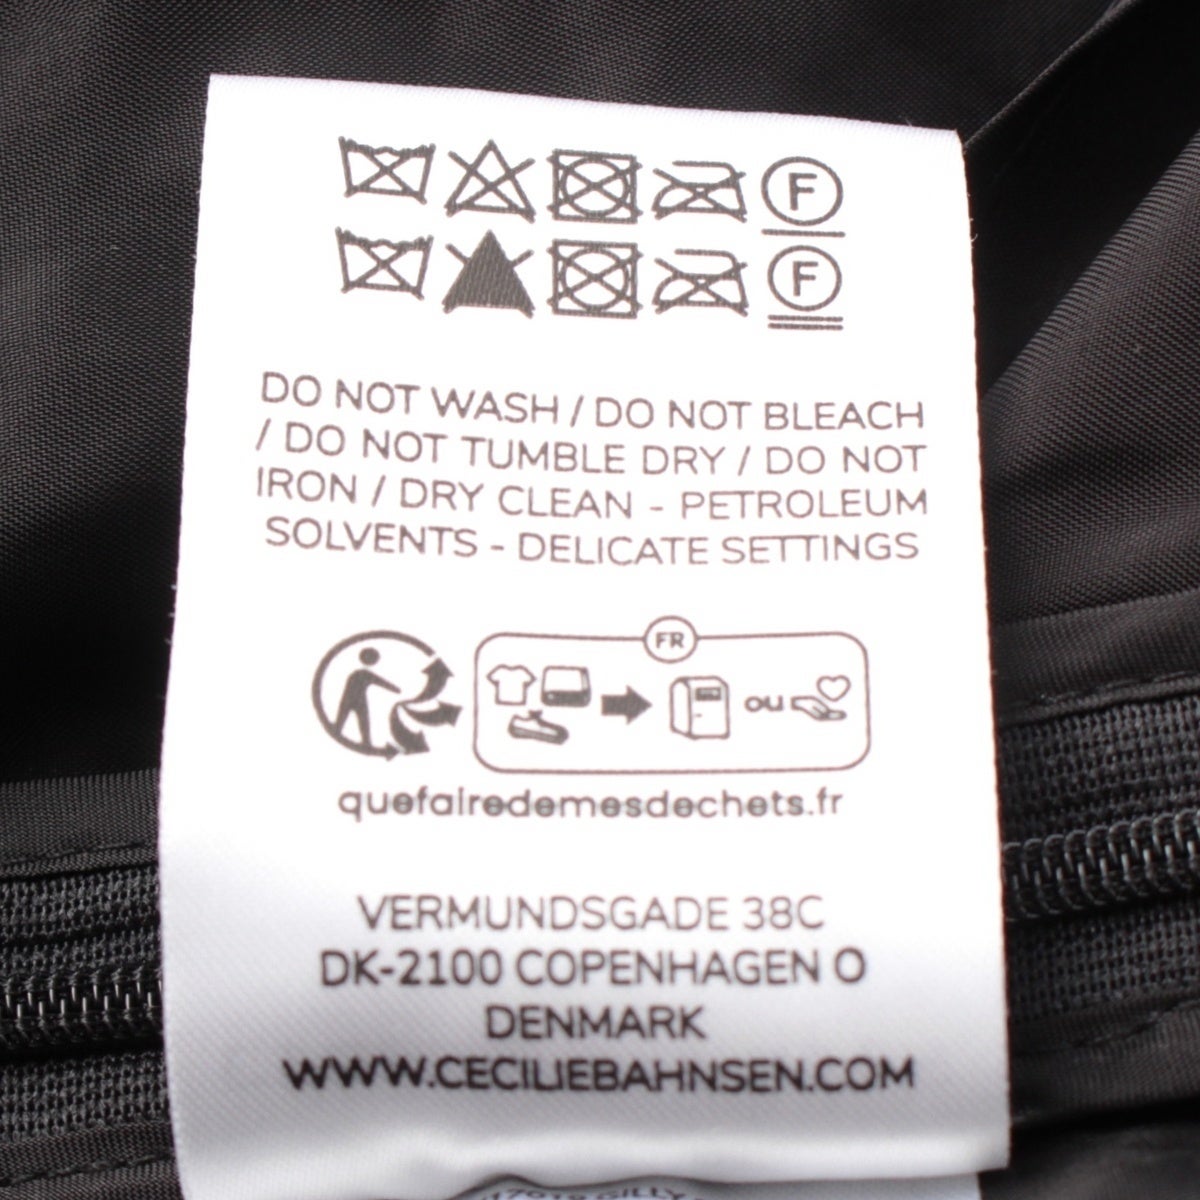 F
F
DO NOT WASH / DO NOT BLEACH
/ DO NOT TUMBLE DRY / DO NOT
IRON / DRY CLEAN - PETROLEUM
SOLVENTS - DELICATE SETTINGS
FR
ou
quefairedemesdechets.fr
VERMUNDSGADE 38C
DK-2100 COPENHAGEN O
DENMARK
WWW.CECILIEBAHNSEN.COM